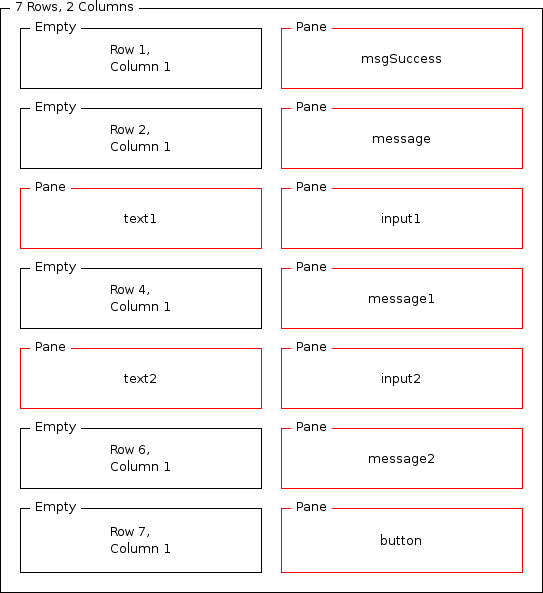 7 Rows, 2 Columns
Empty
Row 1,
Column 1
Pane
msgSuccess
Empty
Row 2,
Column 1
Pane
message
Pane
text1
Pane
input1
Empty
Row 4,
Column 1
Pane
message1
Pane
text2
Pane
input2
Empty
Row 6,
Column 1
Pane
message2
Empty
Row 7,
Column 1
Pane
button